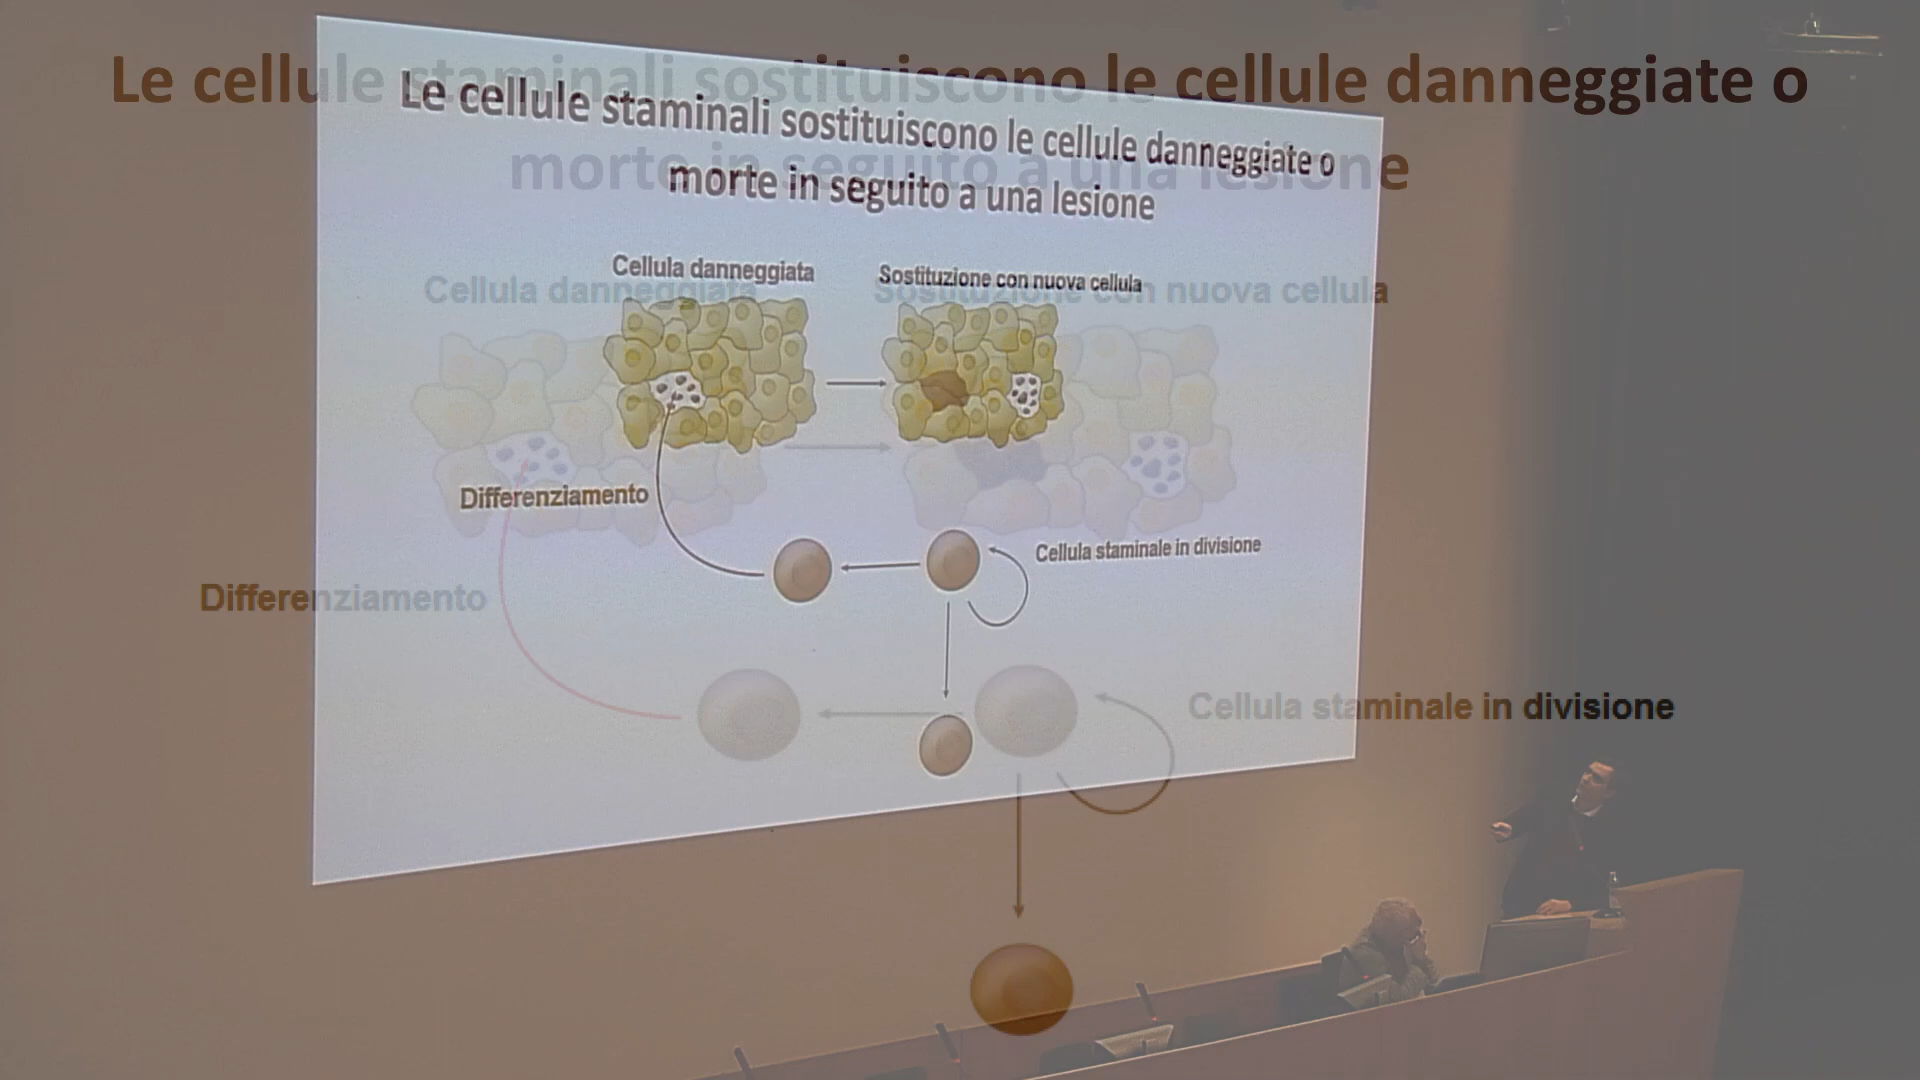 Le cellule staminali sostituiscono le cellule danneggiate o
morte in seguito a una lesione
Cellula danneggiata
Sostituzione con nuova cellula
Differenziamento
Cellula staminale in divisione
Le cellule staminali sostituiscono le cellule danneggiate o
morte in seguito a una lesione
Cellula danneggiata
Sostituzione con nuova cellula
Differenziamento
Cellula staminale in divisione